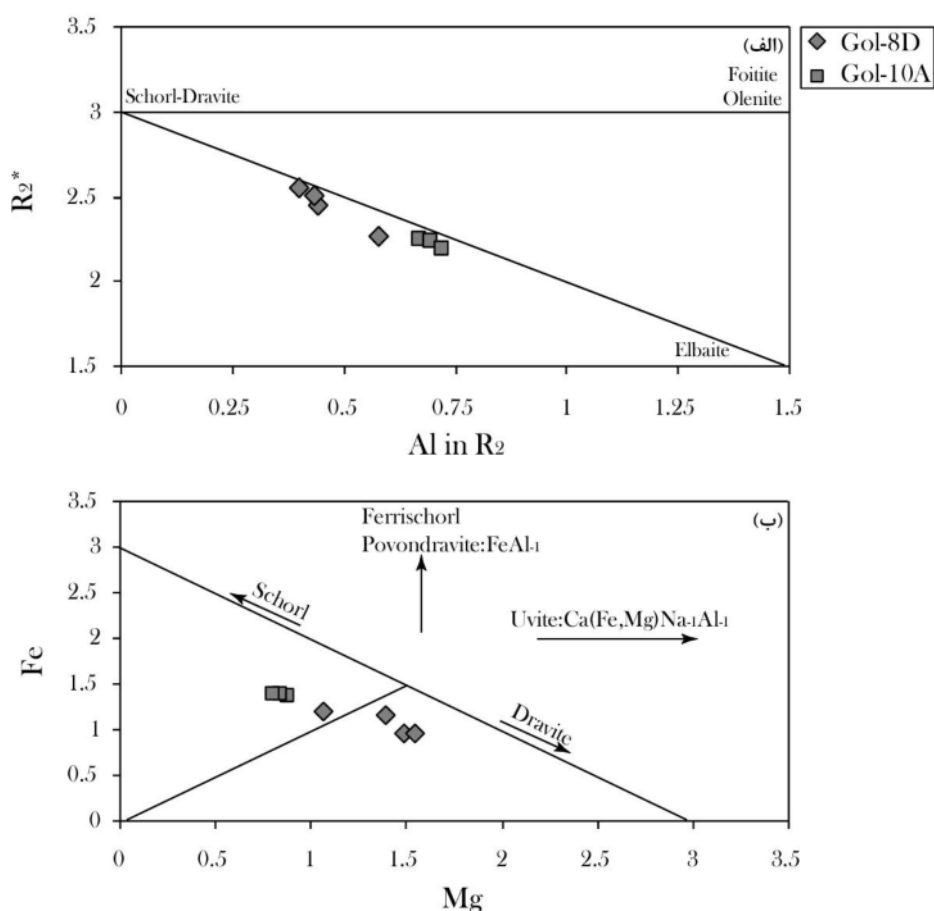 3.5
(الف)
Gol-8D
Foitite
Gol-10A
Schorl-Dravite
Olenite
3
R₂*
2.5
2
Elbaite
1.5
0
0.25
0.5
0.75
1
1.25
1.5
Al in R₂
3.5
Ferrischorl
(ب)
Povondravite:FeAl-1
3
2.5
Schorl
Uvite:Ca(Fe,Mg)Na-1Al-1
2
Fe
1.5
Dravite
1
0.5
0
0
0.5
1
1.5
2
2.5
3
3.5
Mg